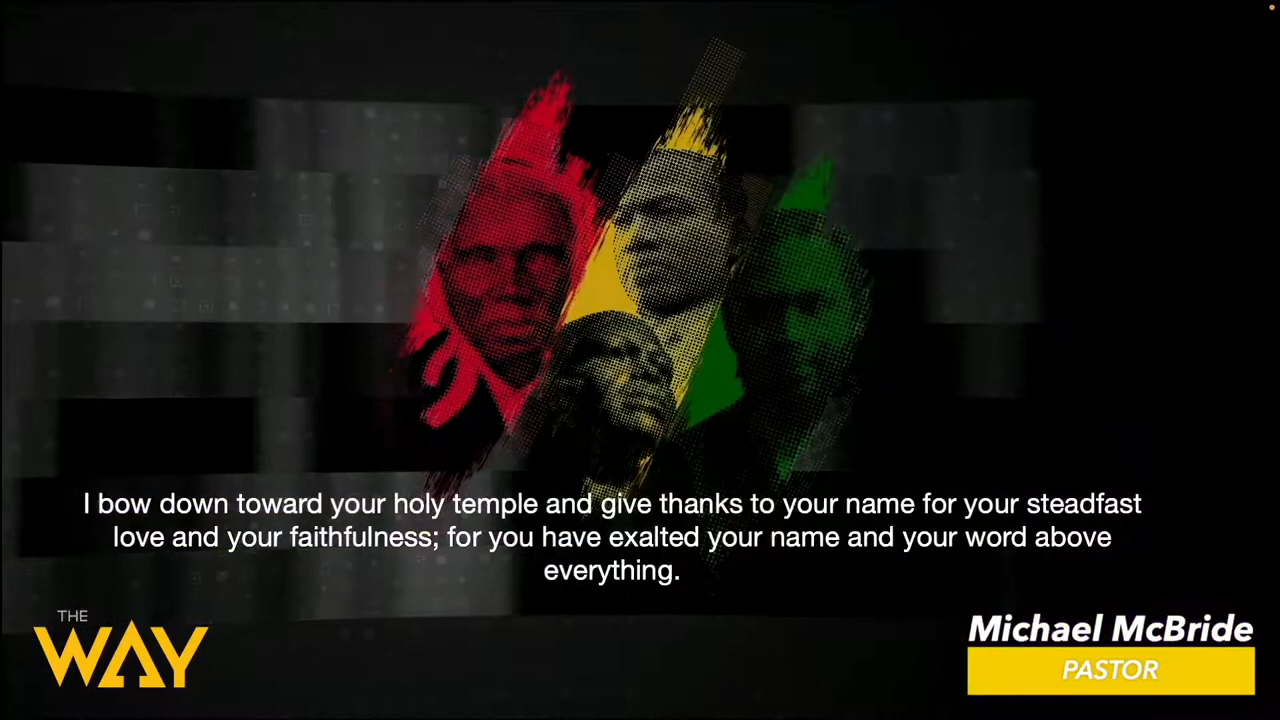 I bow down toward your holy temple and give thanks to your name for your steadfast
love and your faithfulness; for you have exalted your name and your word above
everything.
THE
WAY
Michael McBride
PASTOR